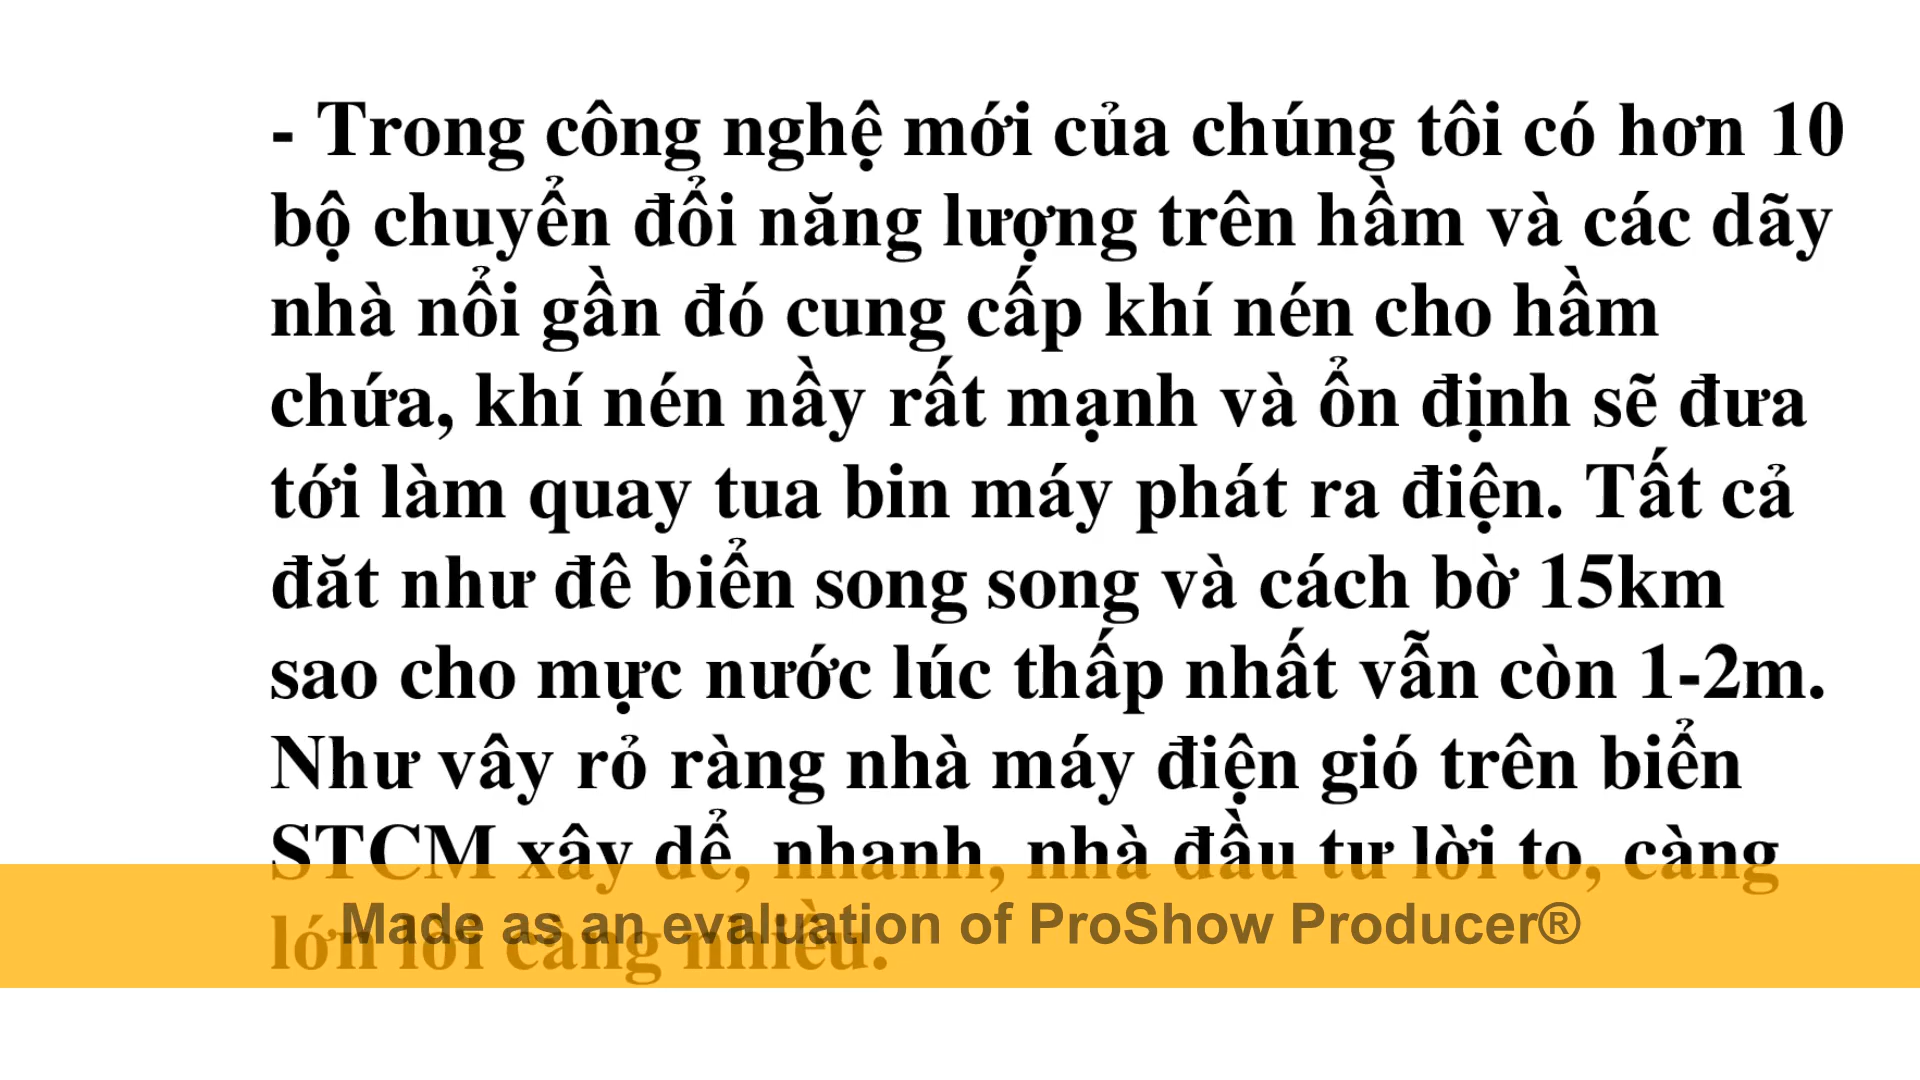 - Trong công nghệ mới của chúng tôi có hơn 10
bộ chuyển đổi năng lượng trên hầm và các dãy
nhà nổi gần đó cung cấp khí nén cho hầm
chứa, khí nén nầy rất mạnh và ổn định sẽ đưa
tới làm quay tua bin máy phát ra điện. Tất cả
đăt như đê biển song song và cách bờ 15km
sao cho mực nước lúc thấp nhất vẫn còn 1-2m.
Như vây rỏ ràng nhà máy điện gió trên biển
STCM xây dể, nhanh, nhà đầu tư lời to, càng
lớn lời càng nhiều.
Made as an evaluation of ProShow Producer®